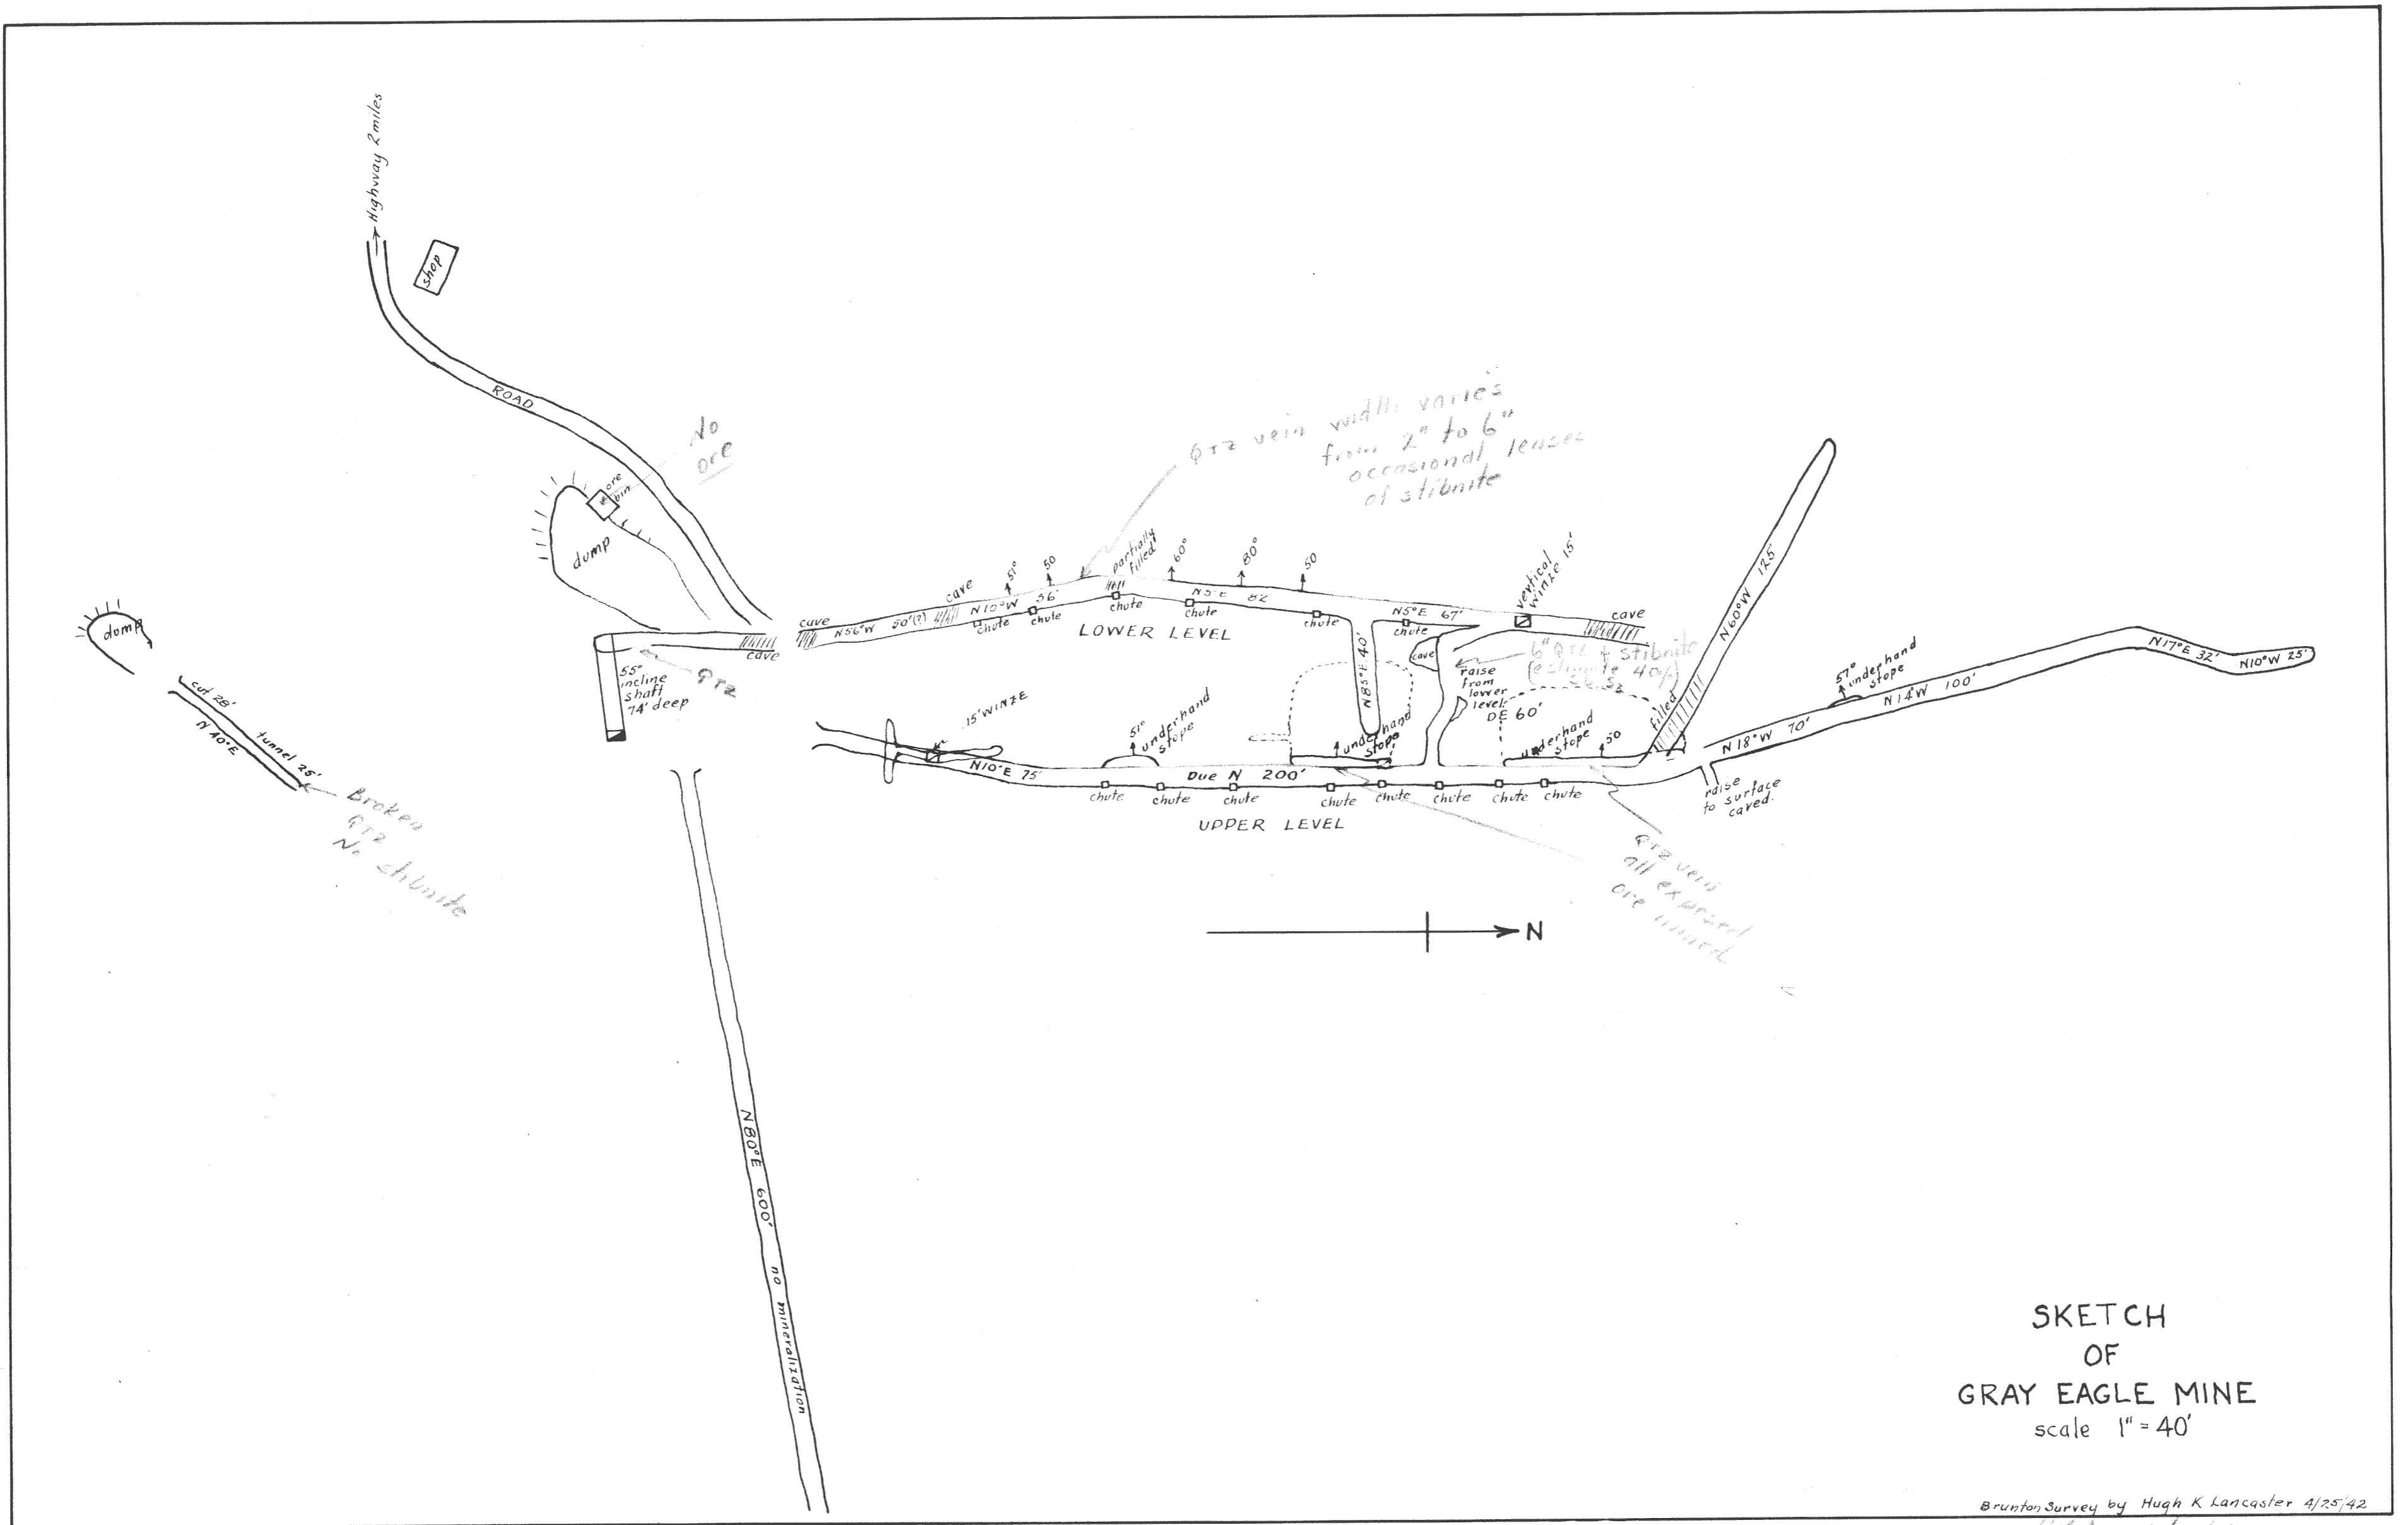 Highway 2 miles
shop
ROAD
No
ore
ore
bin
dump
dump
cut 28'
tunnel 25'
N 40° E
Broken
QTZ
No stibnite
55°
incline
shaft
74' deep
QTZ
cave
cave
N56°W 50'(?)
cave
N10°W 56'
51°
50
partially
filled
60°
80°
50
QTZ vein width varies
from 2" to 6"
occasional lenses
of stibnite
chute
chute
chute
chute
chute
chute
N5°E 82
N5°E 67'
LOWER LEVEL
vertical
winze 15'
cave
N85°E 40'
cave
raise
from
lower
level
DE 60'
6" QTZ + stibnite
(estimate 40%
Sb2S3
N60°W 125'
filled
15' WINZE
N10°E 75'
51°
underhand
stope
underhand
stope
underhand
stope
50
Due N 200'
chute
chute
chute
chute
chute
chute
chute
chute
UPPER LEVEL
N18°W 70'
raise
to surface
caved.
57°
underhand
stope
N14°W 100'
N17°E 32'
N10°W 25'
QTZ vein
all exposed
ore mined
N
N80°E 600' no mineralization
SKETCH
OF
GRAY EAGLE MINE
scale 1" = 40'
Brunton Survey by Hugh K Lancaster 4/25/42